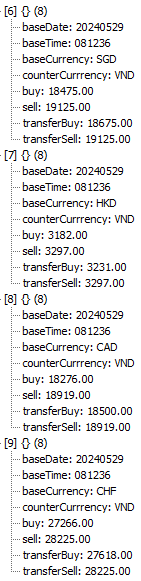 [6] {} (8)
baseDate: 20240529
baseTime: 081236
baseCurrency: SGD
counterCurrrency: VND
buy: 18475.00
sell: 19125.00
transferBuy: 18675.00
transferSell: 19125.00
[7] {} (8)
baseDate: 20240529
baseTime: 081236
baseCurrency: HKD
counterCurrrency: VND
buy: 3182.00
sell: 3297.00
transferBuy: 3231.00
transferSell: 3297.00
[8] {} (8)
baseDate: 20240529
baseTime: 081236
baseCurrency: CAD
counterCurrrency: VND
buy: 18276.00
sell: 18919.00
transferBuy: 18500.00
transferSell: 18919.00
[9] {} (8)
baseDate: 20240529
baseTime: 081236
baseCurrency: CHF
counterCurrrency: VND
buy: 27266.00
sell: 28225.00
transferBuy: 27618.00
transferSell: 28225.00